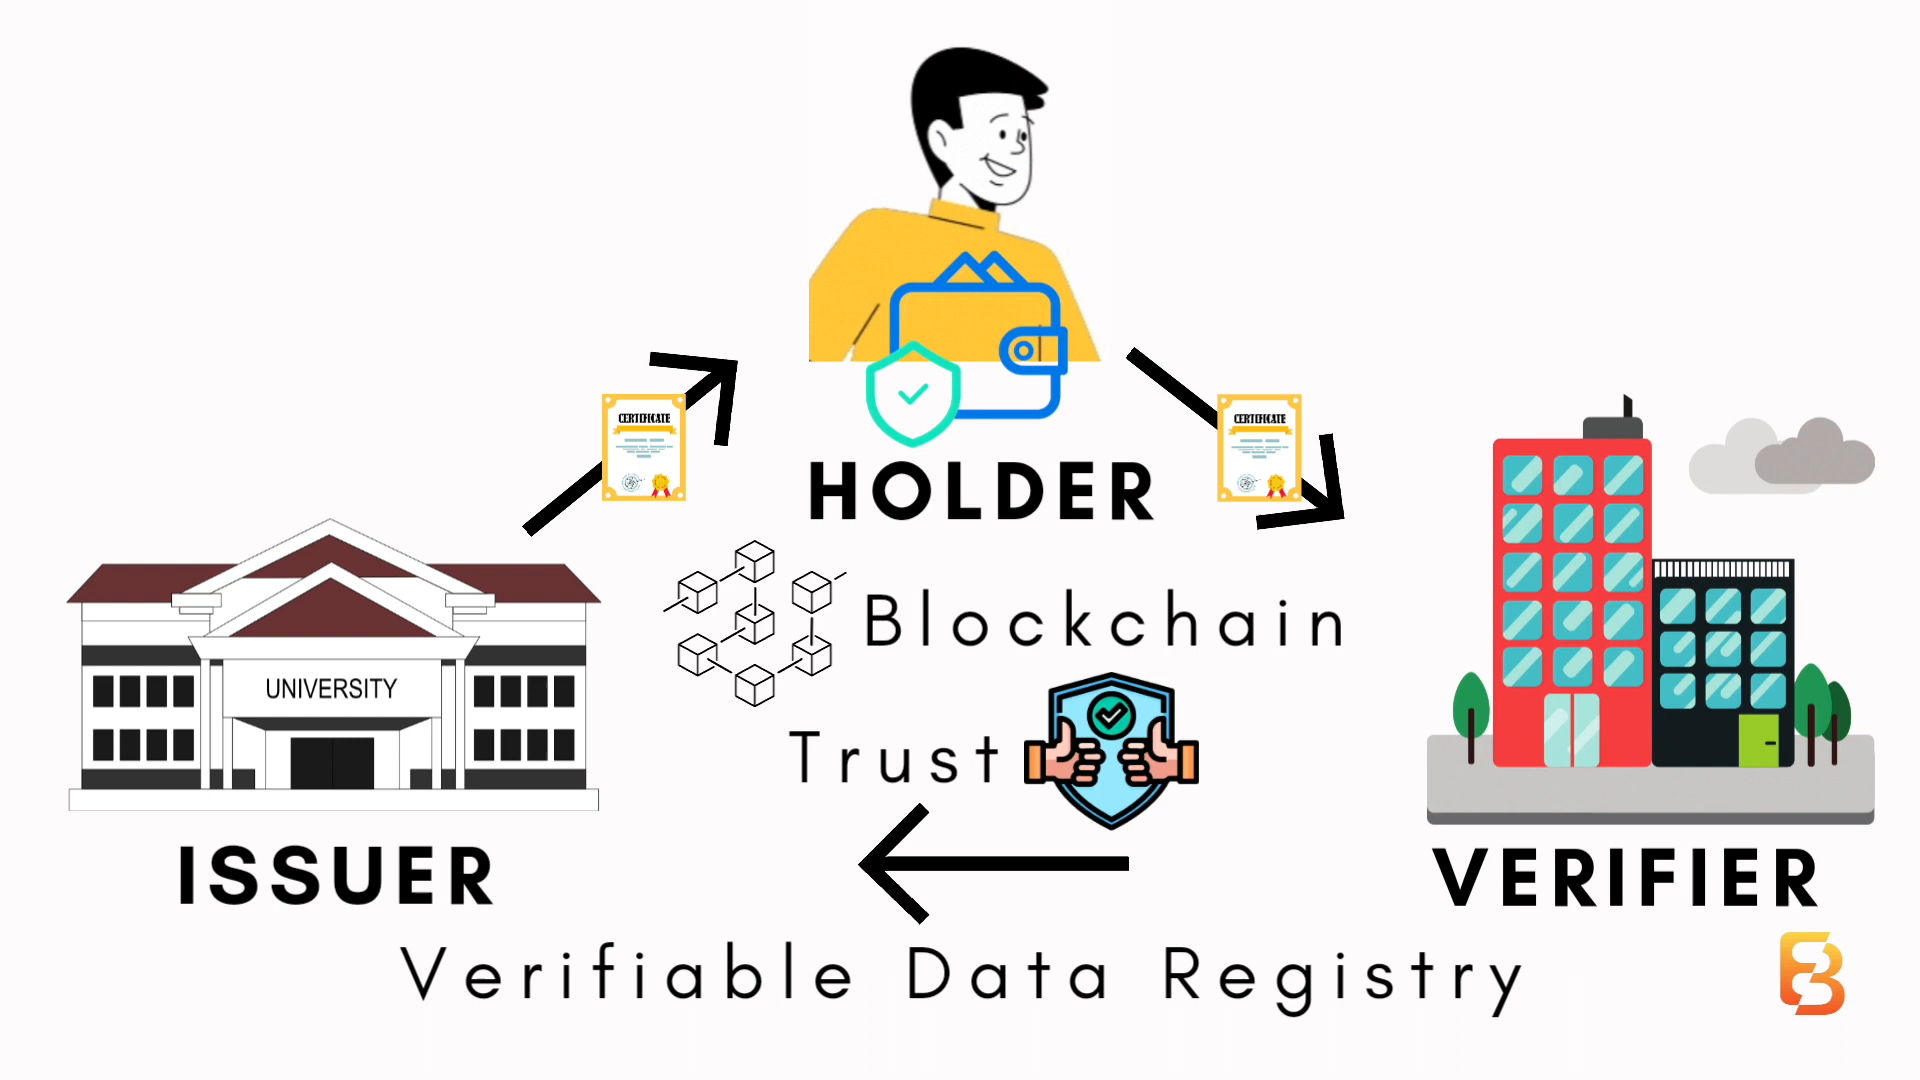 CERTIFICATE
CERTIFICATE
HOLDER
Blockchain
UNIVERSITY
Trust
ISSUER
VERIFIER
Verifiable Data Registry